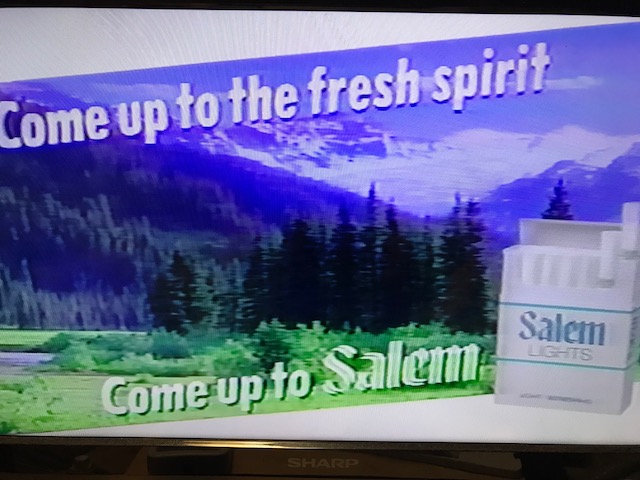 Come up to the fresh spirit
Come up to Salem
Salem
LIGHTS
SHARP